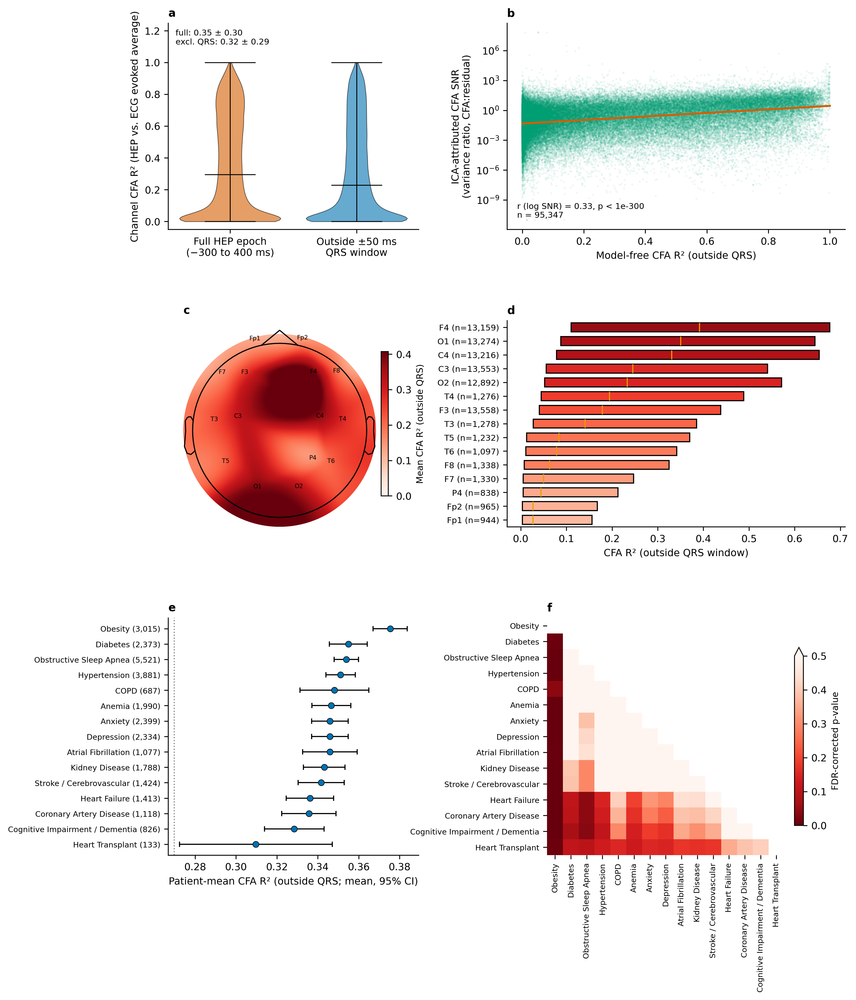 a
Channel CFA R² (HEP vs. ECG evoked average)
1.2
1.0
0.8
0.6
0.4
0.2
0.0
full: 0.35 ± 0.30
excl. QRS: 0.32 ± 0.29
Full HEP epoch
(−300 to 400 ms)
Outside ±50 ms
QRS window
b
ICA-attributed CFA SNR
(variance ratio, CFA:residual)
10⁶
10³
10⁰
10⁻³
10⁻⁶
10⁻⁹
r (log SNR) = 0.33, p < 1e-300
n = 95,347
0.0 0.2 0.4 0.6 0.8 1.0
Model-free CFA R² (outside QRS)
c
Fp1 Fp2
F7 F3 F4 F8
T3 C3 C4 T4
T5 P4 T6
O1 O2
0.4
0.3
0.2
0.1
0.0
Mean CFA R² (outside QRS)
d
F4 (n=13,159)
O1 (n=13,274)
C4 (n=13,216)
C3 (n=13,553)
O2 (n=12,892)
T4 (n=1,276)
F3 (n=13,558)
T3 (n=1,278)
T5 (n=1,232)
T6 (n=1,097)
F8 (n=1,338)
F7 (n=1,330)
P4 (n=838)
Fp2 (n=965)
Fp1 (n=944)
0.0 0.1 0.2 0.3 0.4 0.5 0.6 0.7
CFA R² (outside QRS window)
e
Obesity (3,015)
Diabetes (2,373)
Obstructive Sleep Apnea (5,521)
Hypertension (3,881)
COPD (687)
Anemia (1,990)
Anxiety (2,399)
Depression (2,334)
Atrial Fibrillation (1,077)
Kidney Disease (1,788)
Stroke / Cerebrovascular (1,424)
Heart Failure (1,413)
Coronary Artery Disease (1,118)
Cognitive Impairment / Dementia (826)
Heart Transplant (133)
0.28 0.30 0.32 0.34 0.36 0.38
Patient-mean CFA R² (outside QRS; mean, 95% CI)
f
Obesity
Diabetes
Obstructive Sleep Apnea
Hypertension
COPD
Anemia
Anxiety
Depression
Atrial Fibrillation
Kidney Disease
Stroke / Cerebrovascular
Heart Failure
Coronary Artery Disease
Cognitive Impairment / Dementia
Heart Transplant
Obesity
Diabetes
Obstructive Sleep Apnea
Hypertension
COPD
Anemia
Anxiety
Depression
Atrial Fibrillation
Kidney Disease
Stroke / Cerebrovascular
Heart Failure
Coronary Artery Disease
Cognitive Impairment / Dementia
Heart Transplant
0.5
0.4
0.3
0.2
0.1
0.0
FDR-corrected p-value